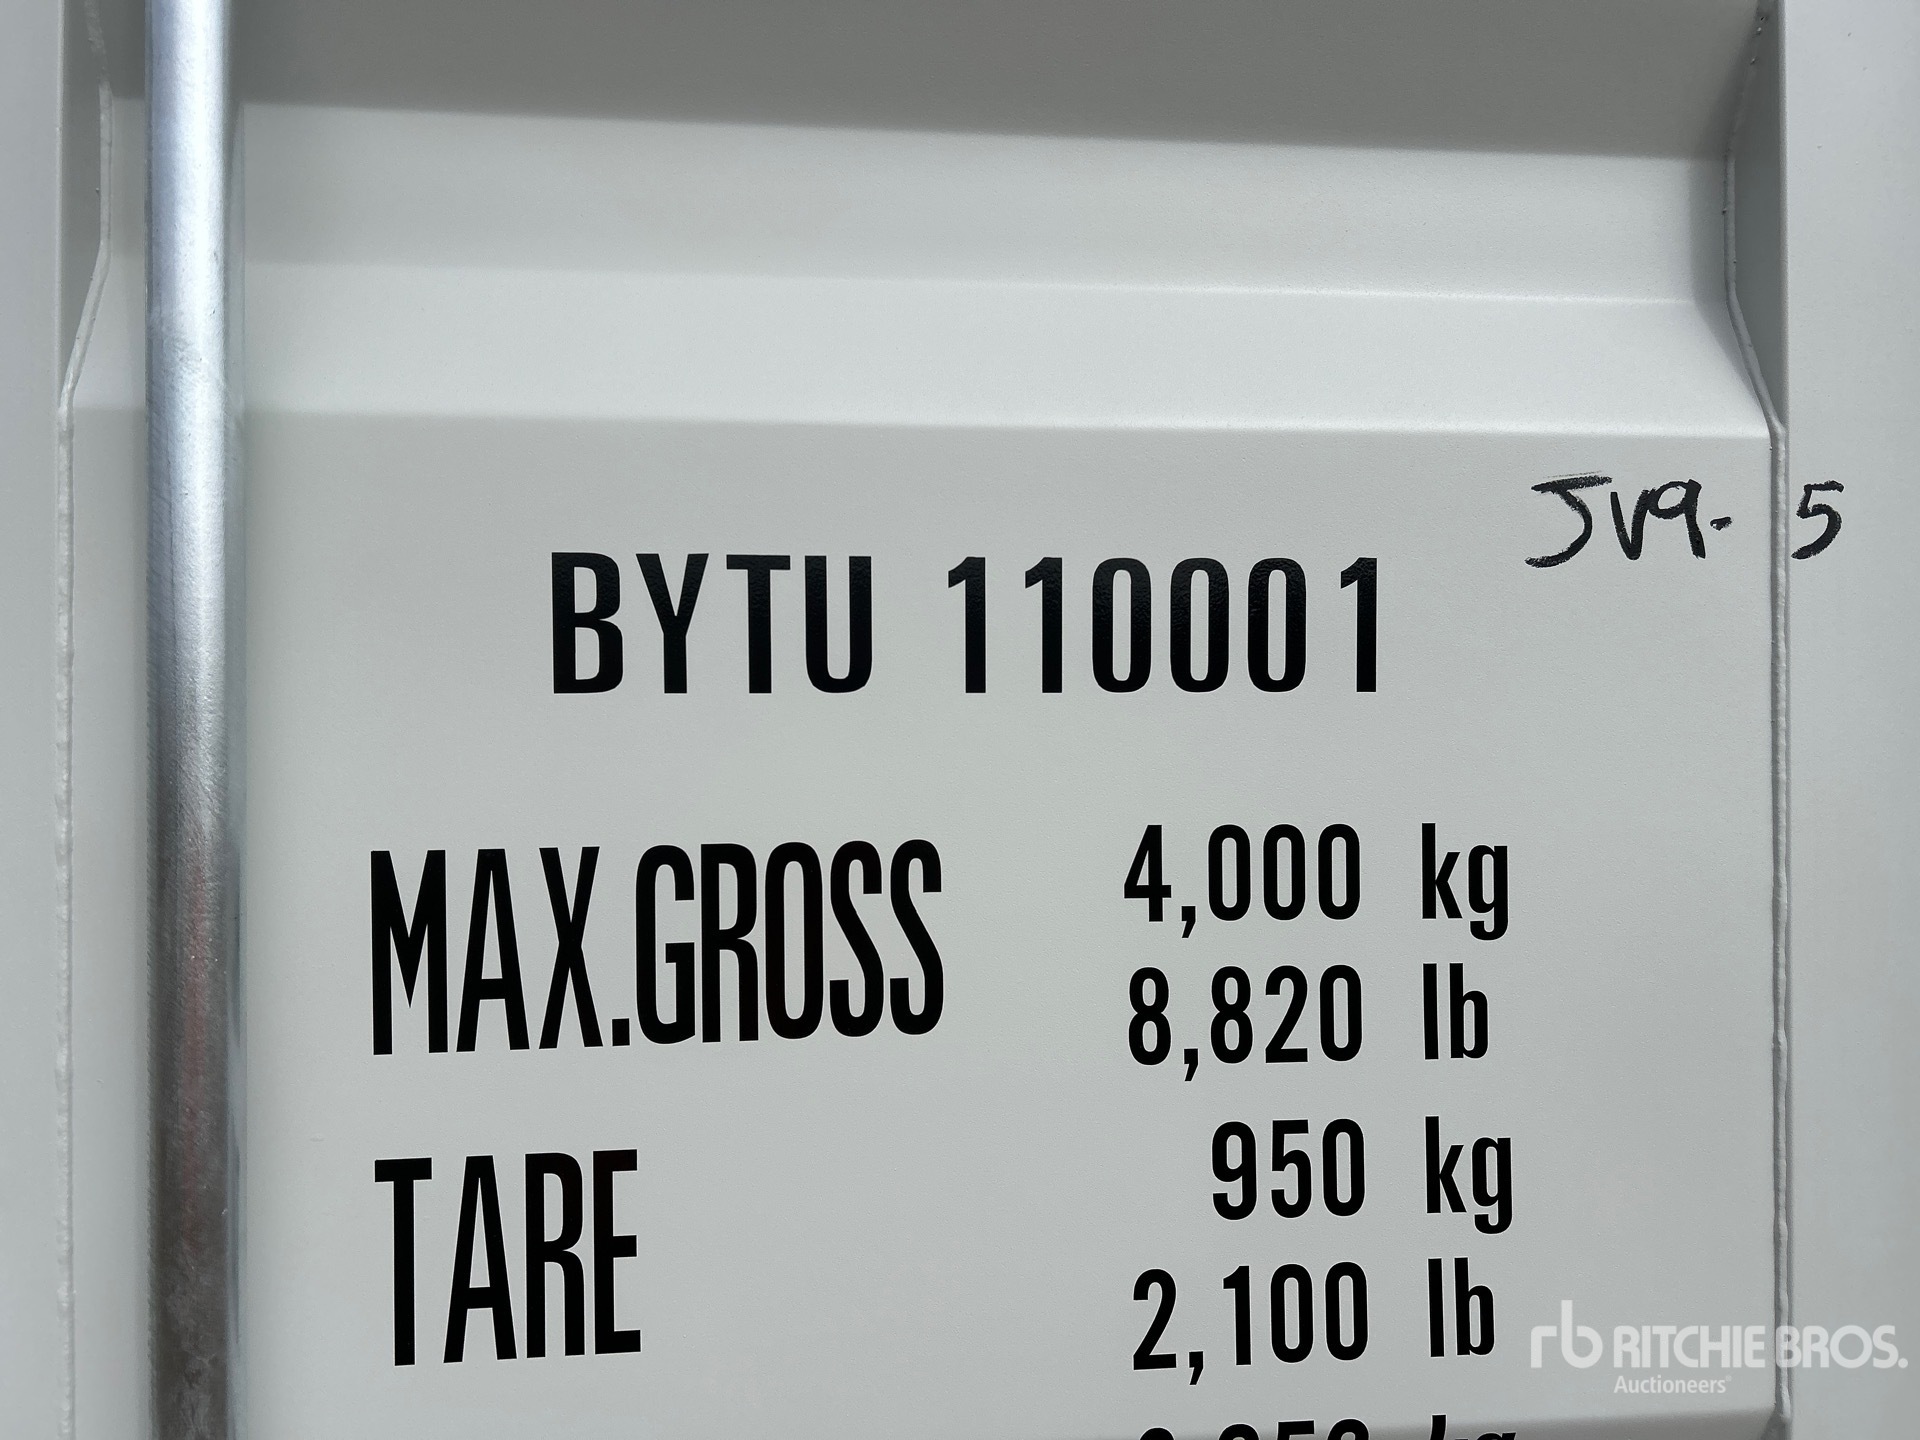 JV9-5
BYTU 110001
MAX.GROSS 4,000 kg
8,820 lb
TARE 950 kg
2,100 lb
rb RITCHIE BROS.
Auctioneers